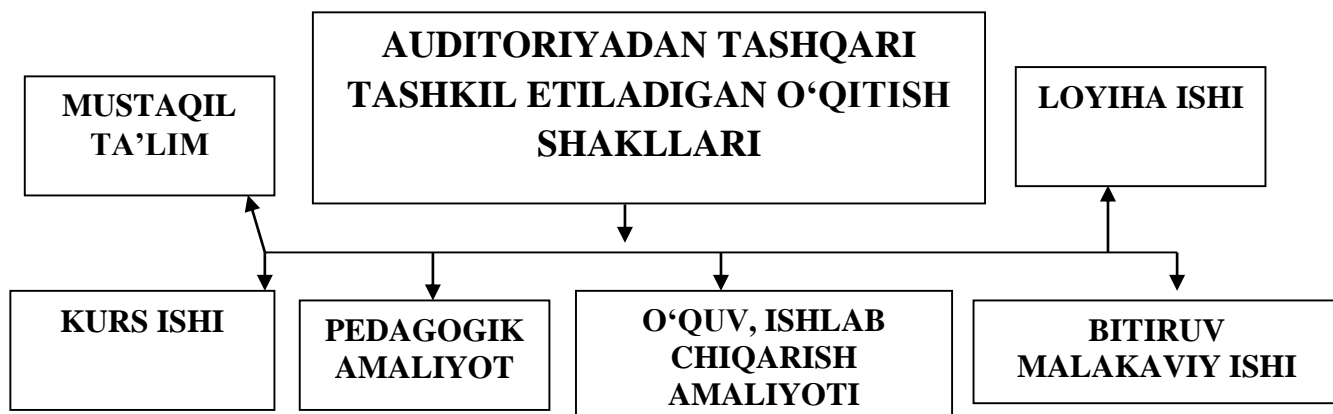 AUDITORIYADAN TASHQARI
TASHKIL ETILADIGAN O‘QITISH
SHAKLLARI
MUSTAQIL
TA’LIM
LOYIHA ISHI
KURS ISHI
PEDAGOGIK
AMALIYOT
O‘QUV, ISHLAB
CHIQARISH
AMALIYOTI
BITIRUV
MALAKAVIY ISHI